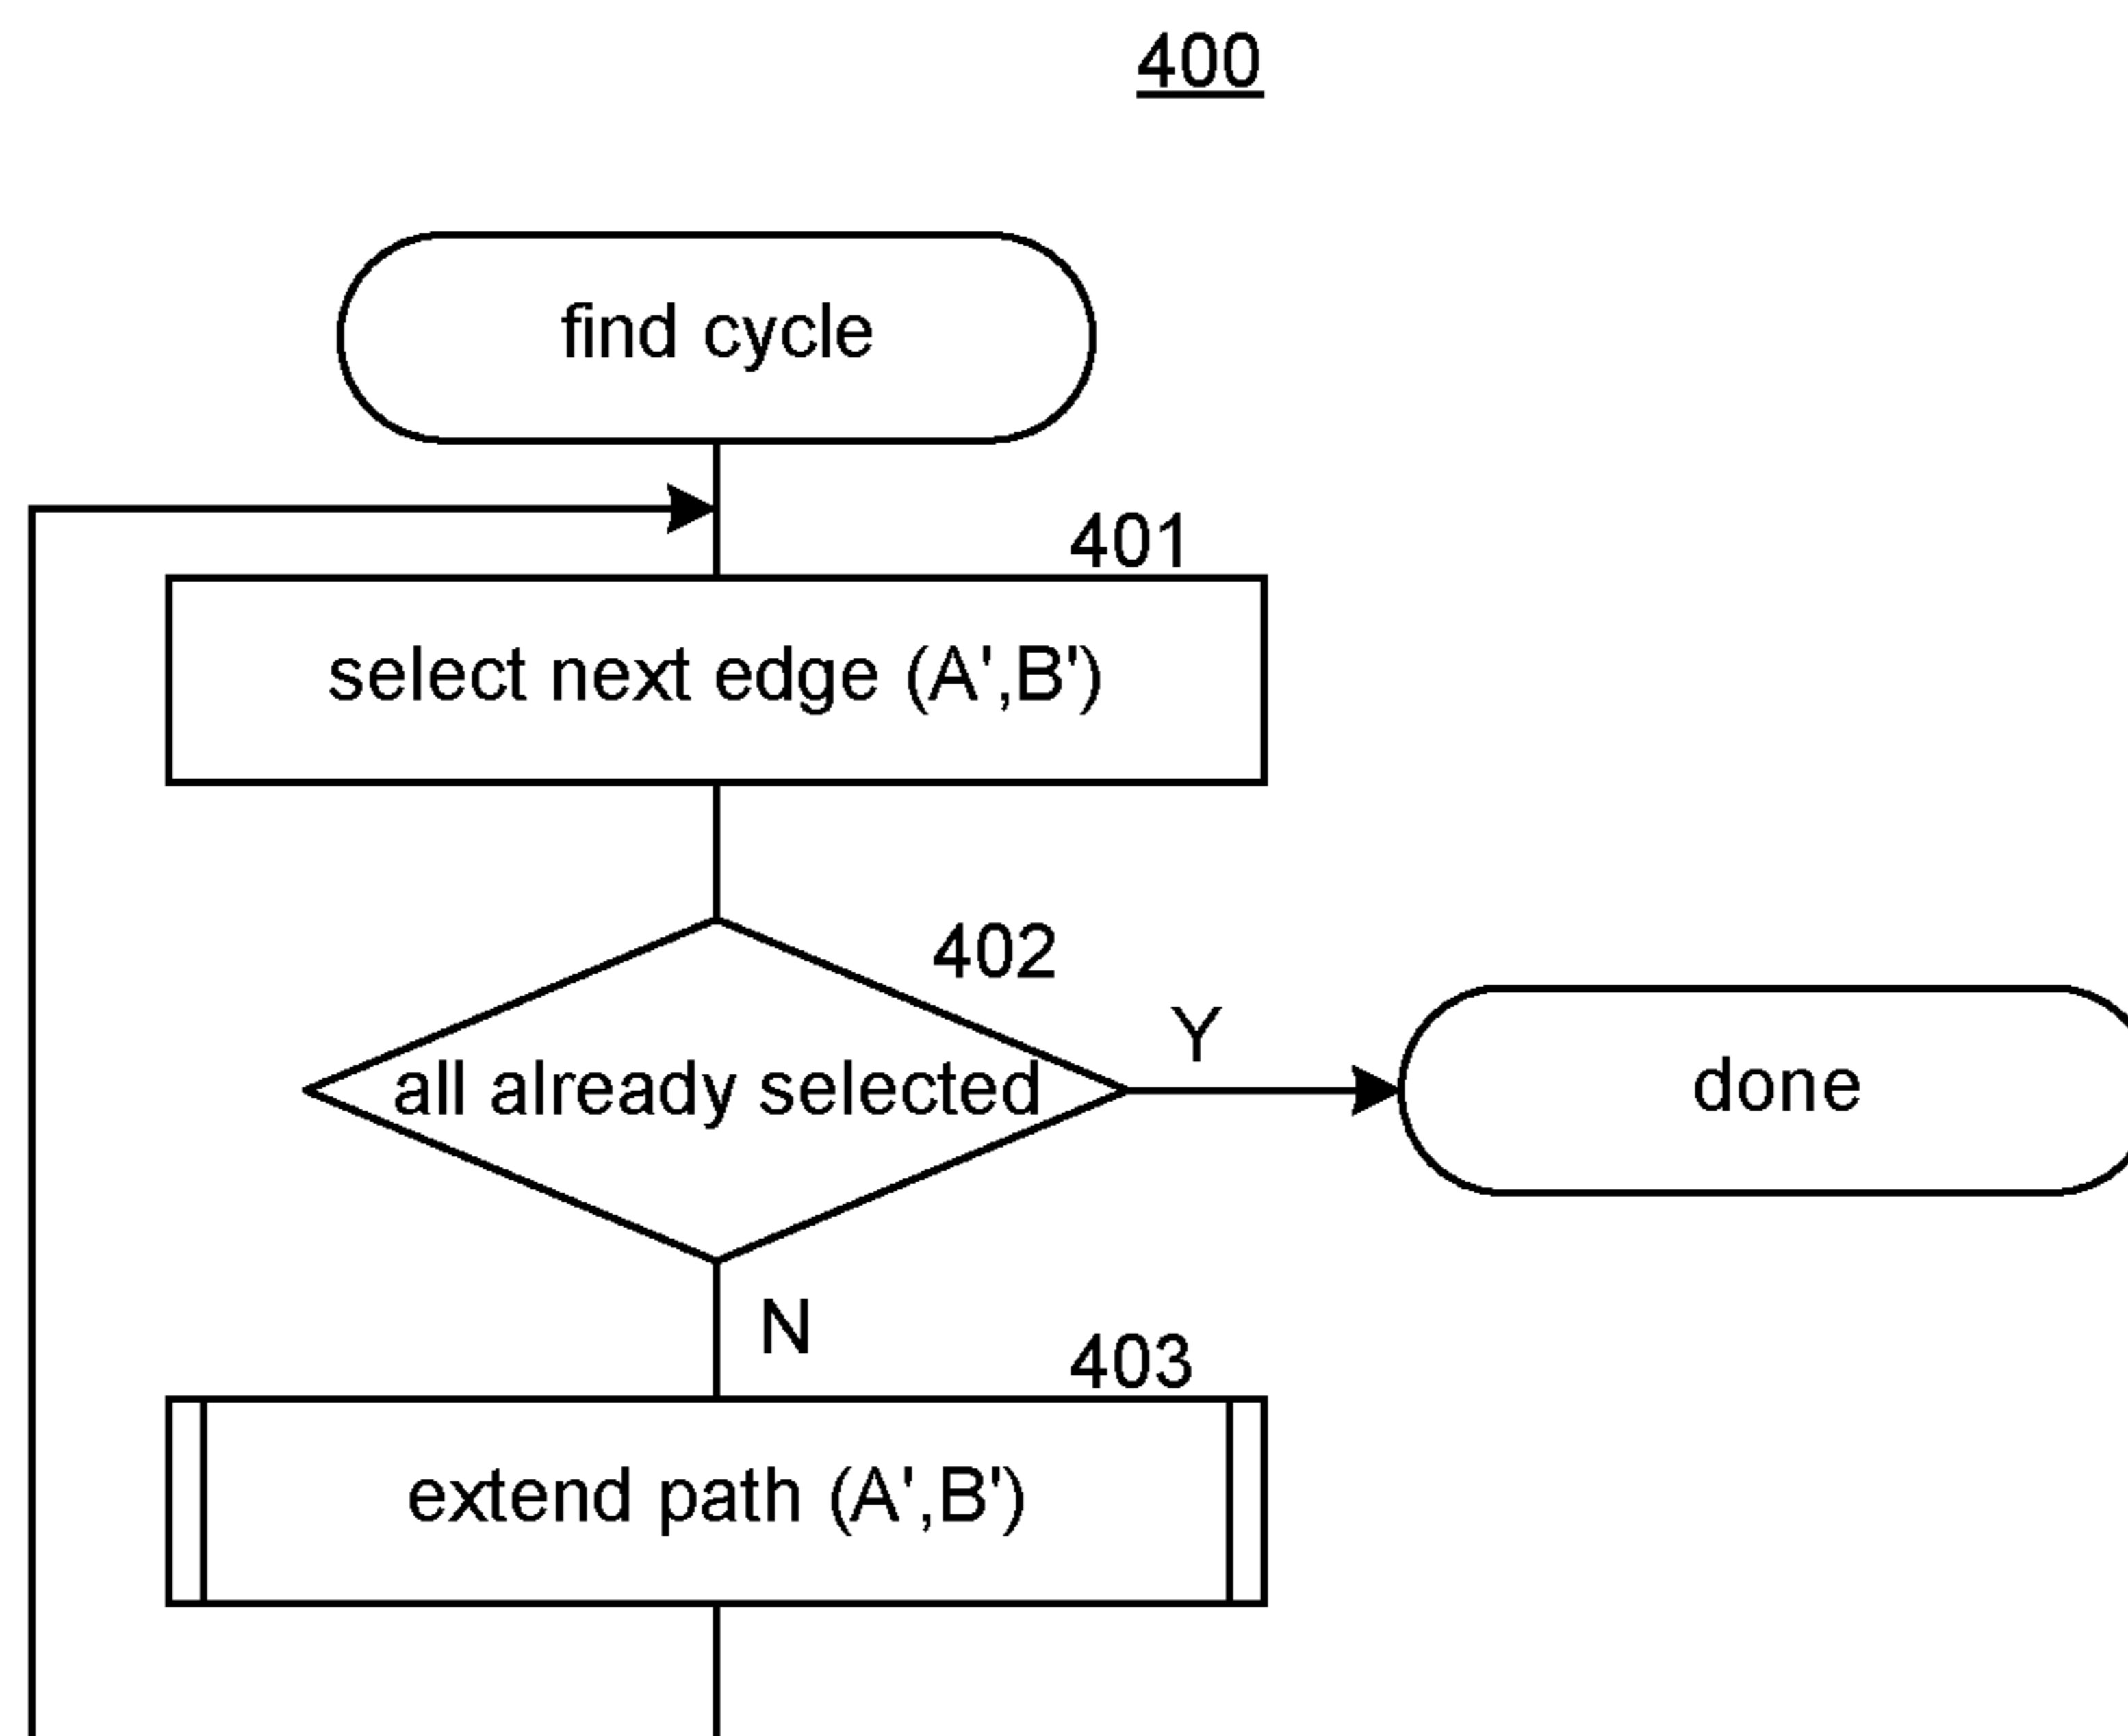 400
find cycle
401
select next edge (A',B')
402
Y
all already selected
done
N
403
extend path (A',B')